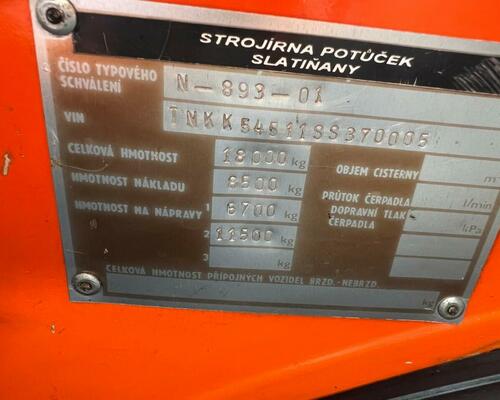 STROJÍRNA POTŮČEK
SLATIŇANY
ČÍSLO TYPOVÉHO SCHVÁLENÍ N-893-01
VIN TNKK54511SS370005
CELKOVÁ HMOTNOST 18000 kg
HMOTNOST NÁKLADU 8500 kg
HMOTNOST NA NÁPRAVY 1 6700 kg
2 11500 kg
3 kg
OBJEM CISTERNY m
PRŮTOK ČERPADLA l/min
DOPRAVNÍ TLAK ČERPADLA kPa
CELKOVÁ HMOTNOST PŘÍPOJNÝCH VOZIDEL BRZD.-NEBRZD.
kg